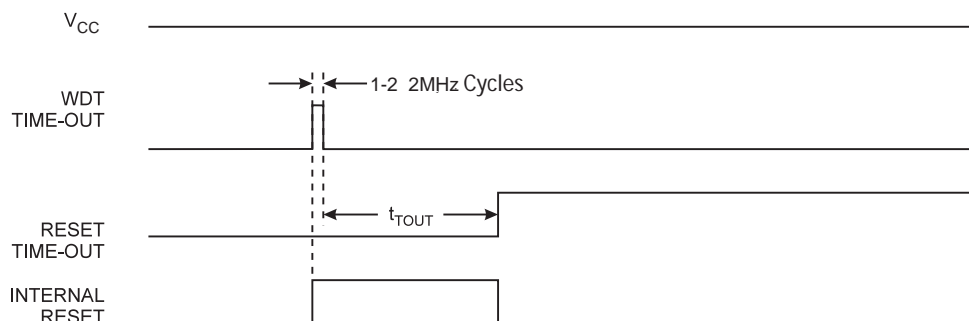 VCC
1-2 2MHz Cycles
WDT
TIME-OUT
tTOUT
RESET
TIME-OUT
INTERNAL
RESET